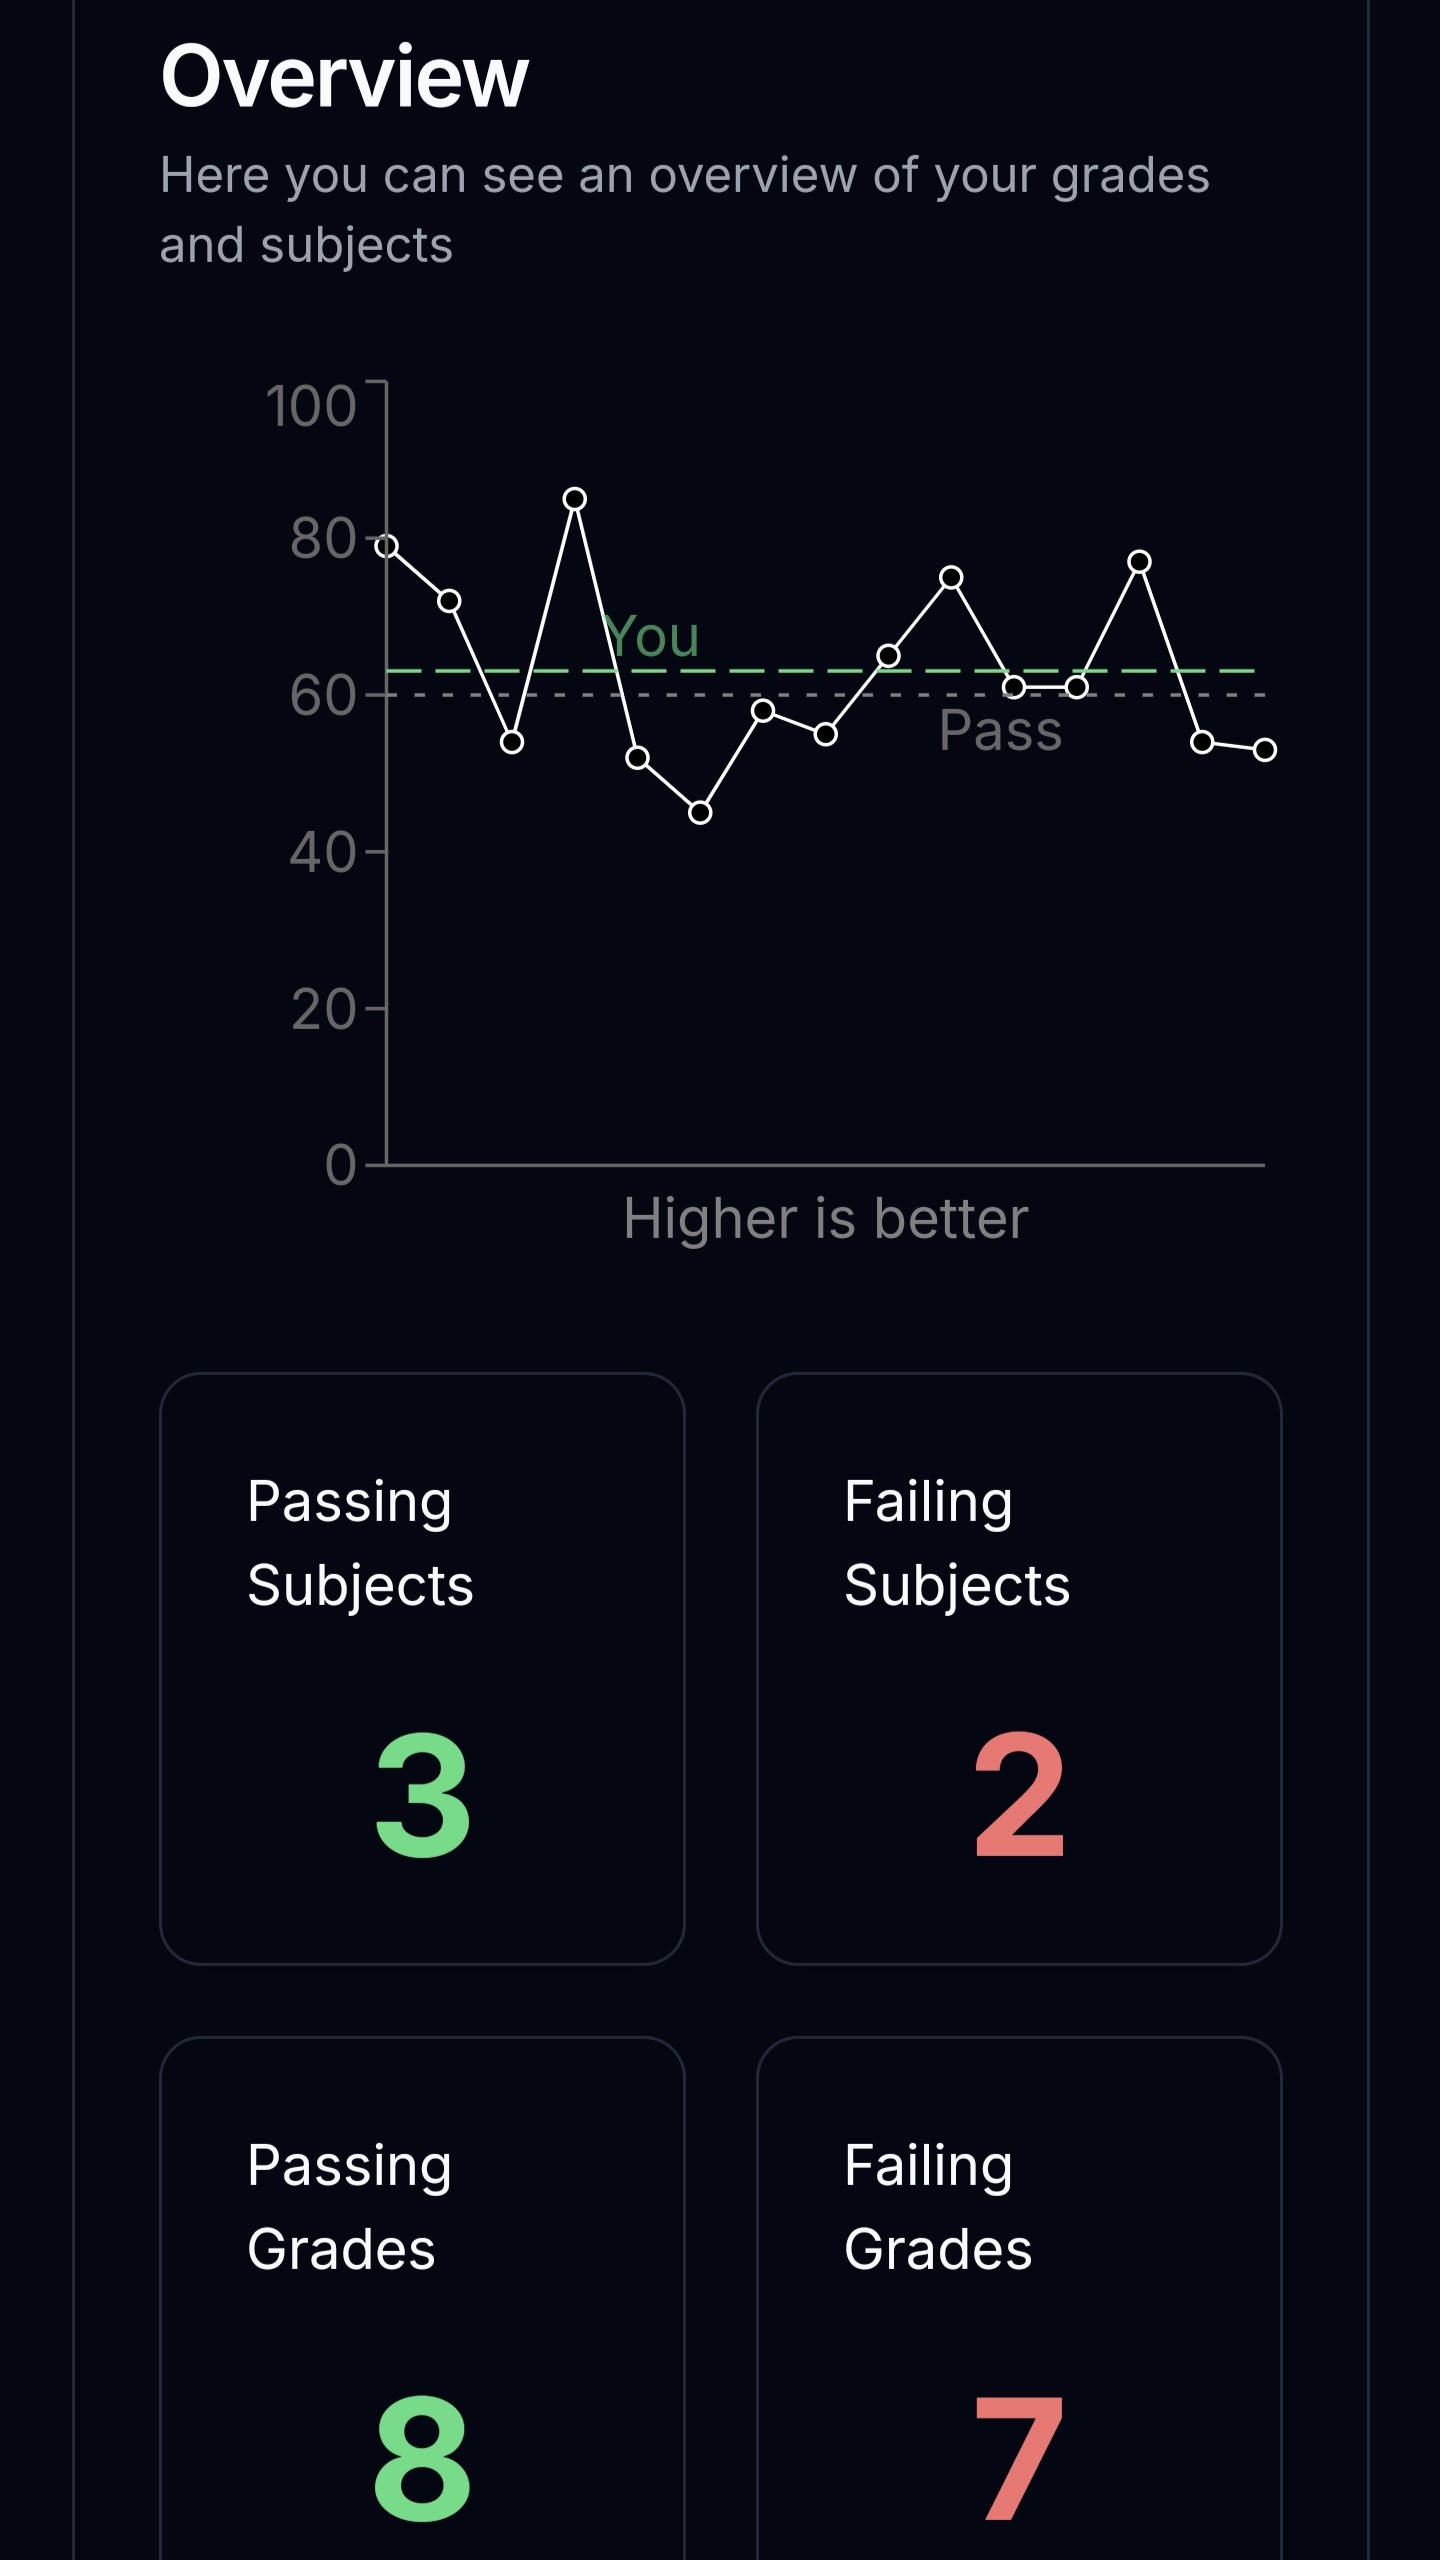 Overview
Here you can see an overview of your grades
and subjects
100
80
60
40
20
0
You
Pass
Higher is better
Passing
Subjects
3
Failing
Subjects
2
Passing
Grades
8
Failing
Grades
7